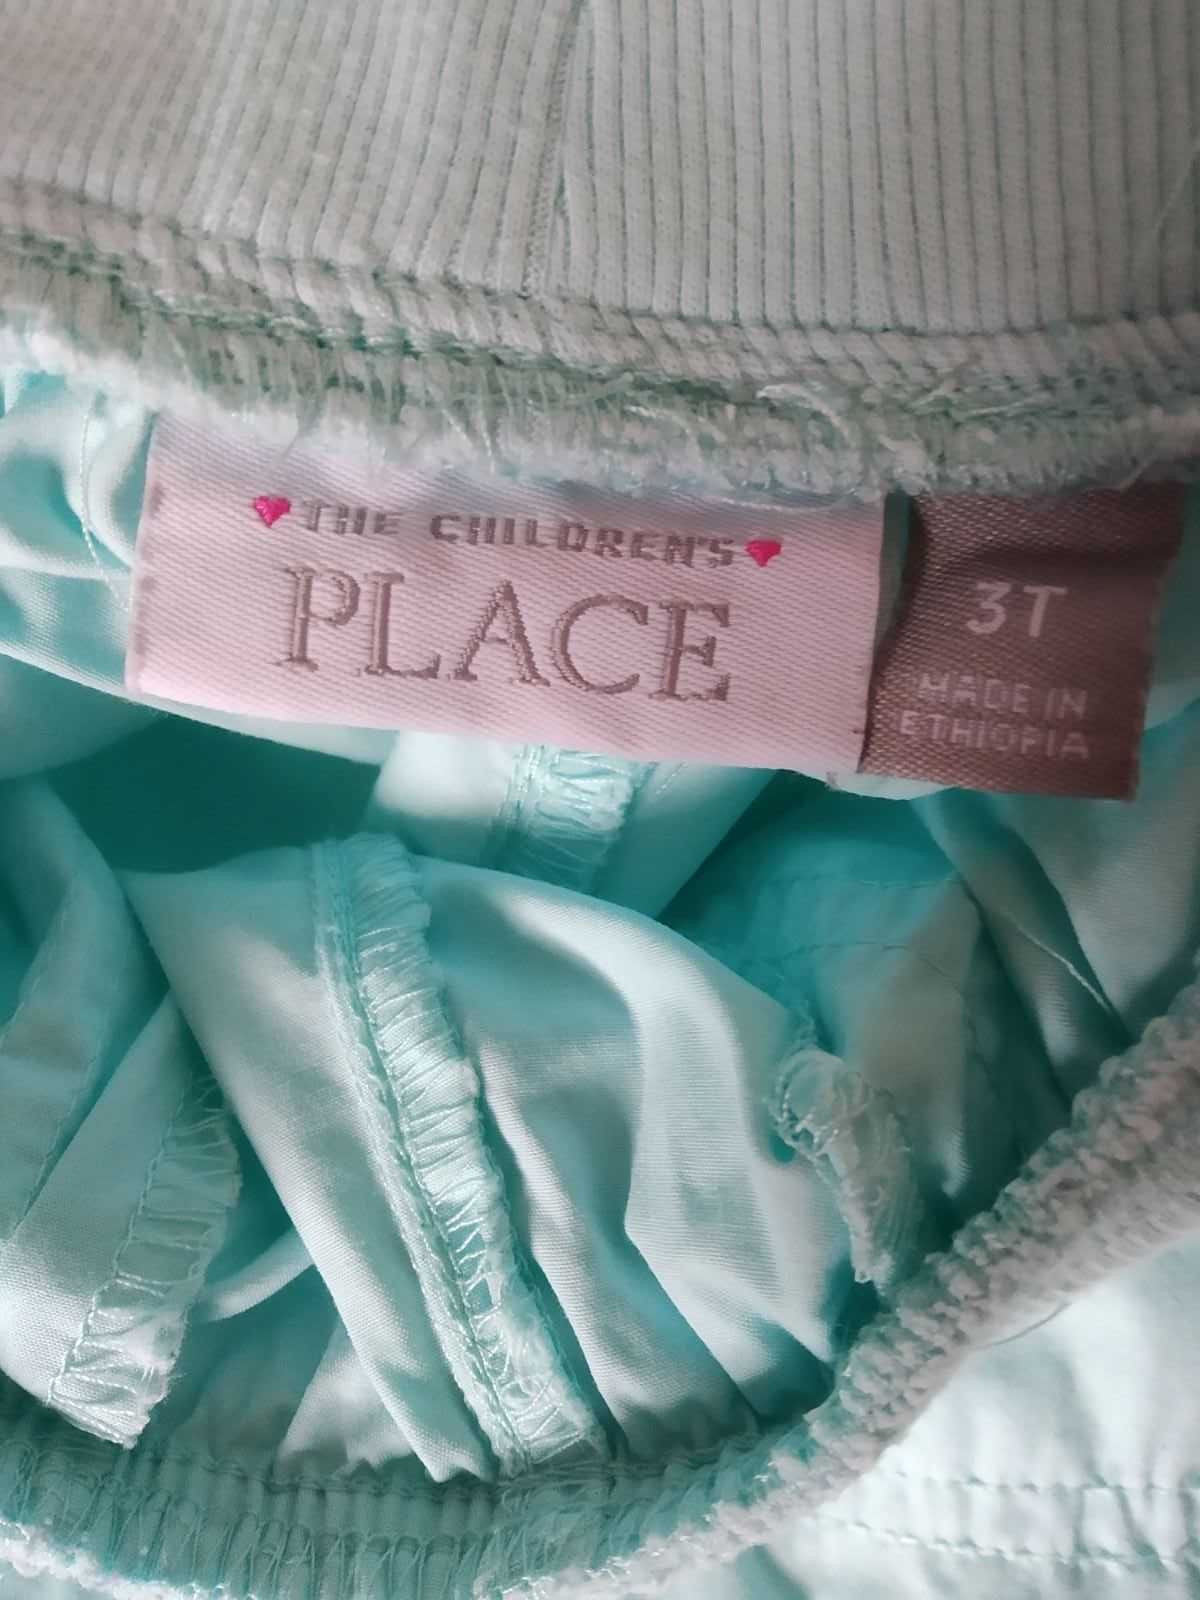 THE CHILDREN'S
PLACE
3T
MADE IN
ETHIOPIA